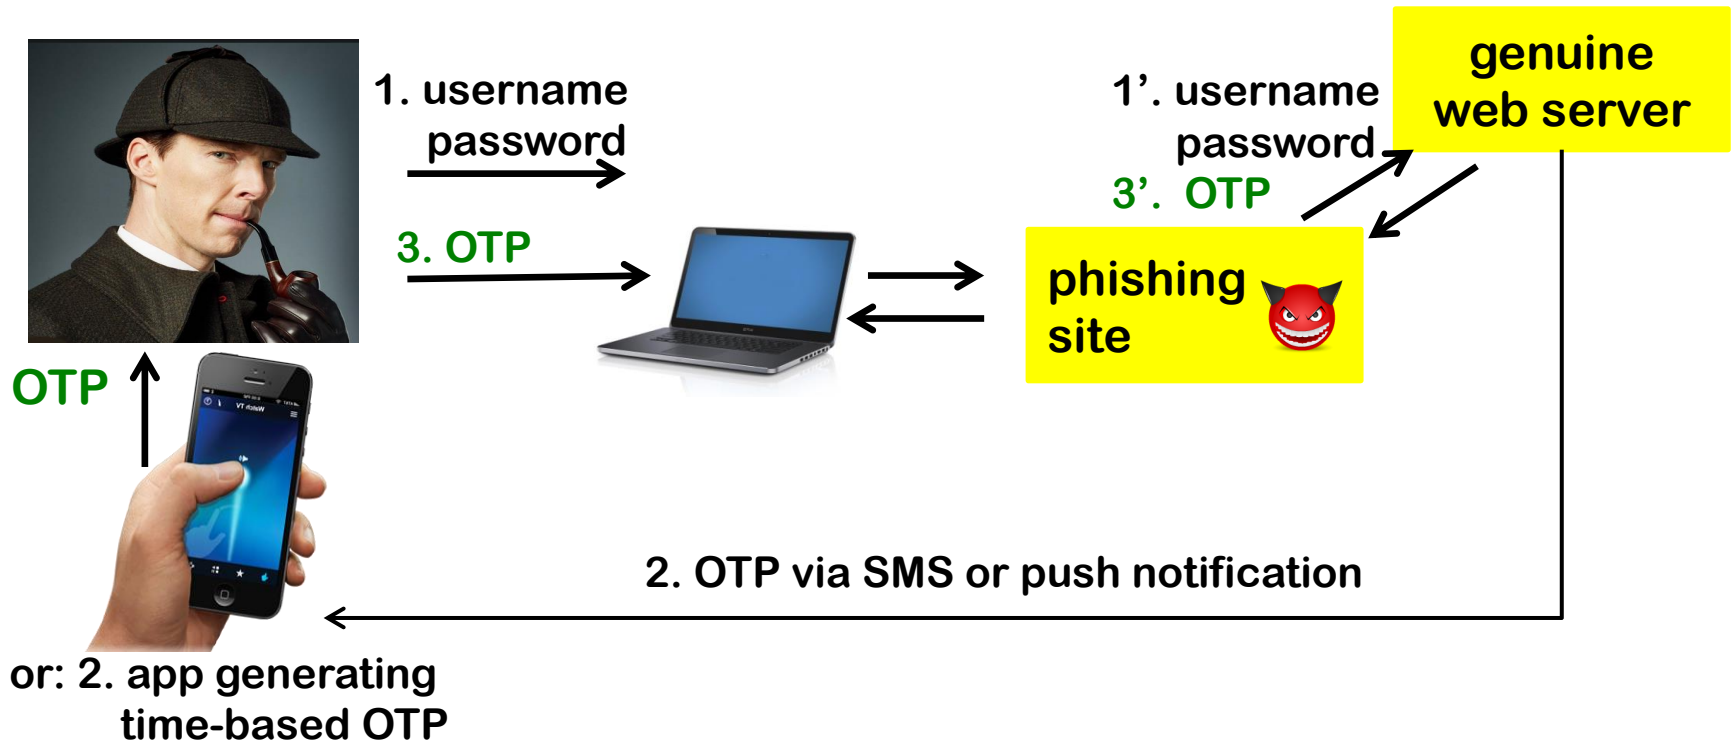 1. username
password
3. OTP
1’. username
password
3’. OTP
genuine
web server
phishing
site
OTP
2. OTP via SMS or push notification
or: 2. app generating
time-based OTP